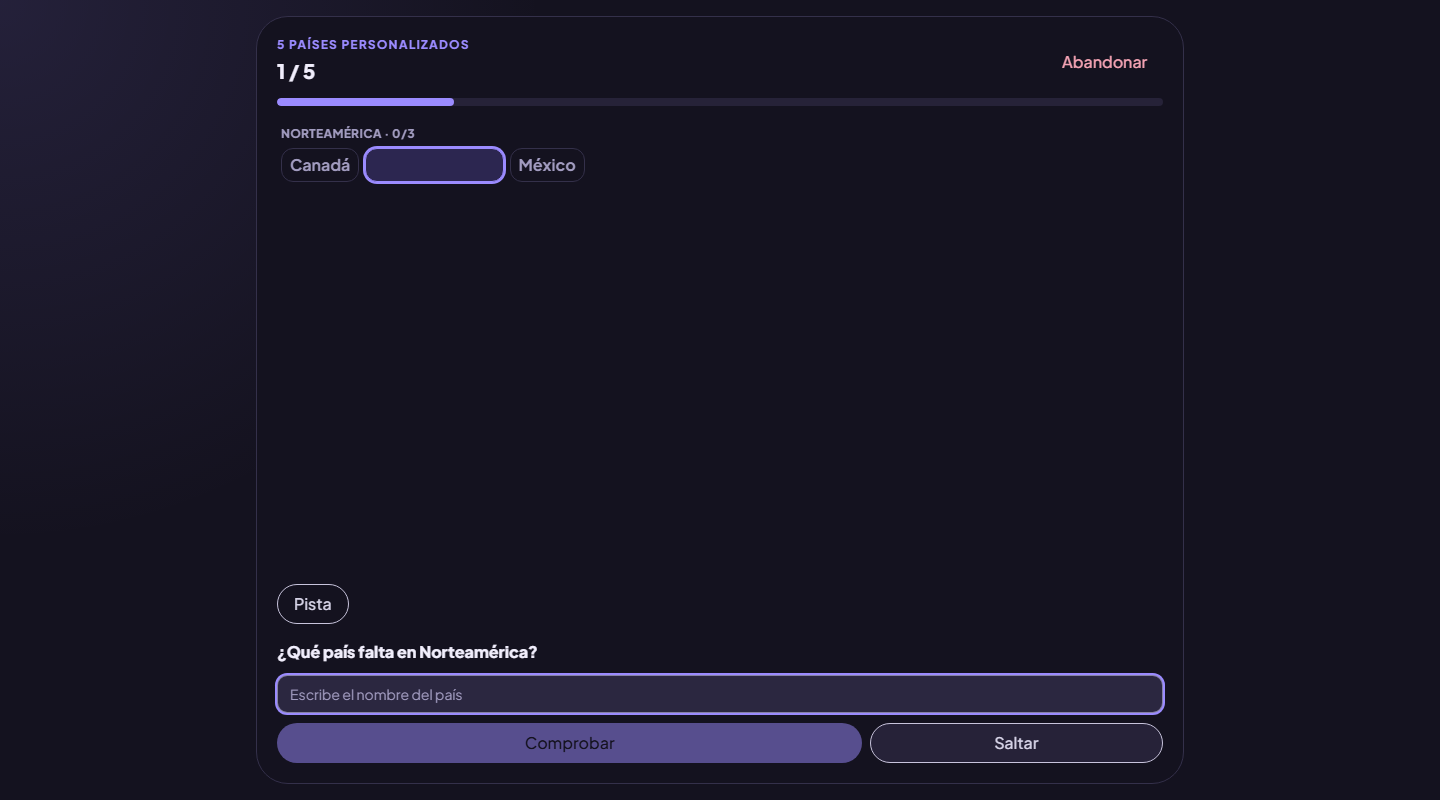 5 PAÍSES PERSONALIZADOS
1 / 5
Abandonar
NORTEAMÉRICA · 0/3
Canadá
México
Pista
¿Qué país falta en Norteamérica?
Escribe el nombre del país
Comprobar
Saltar